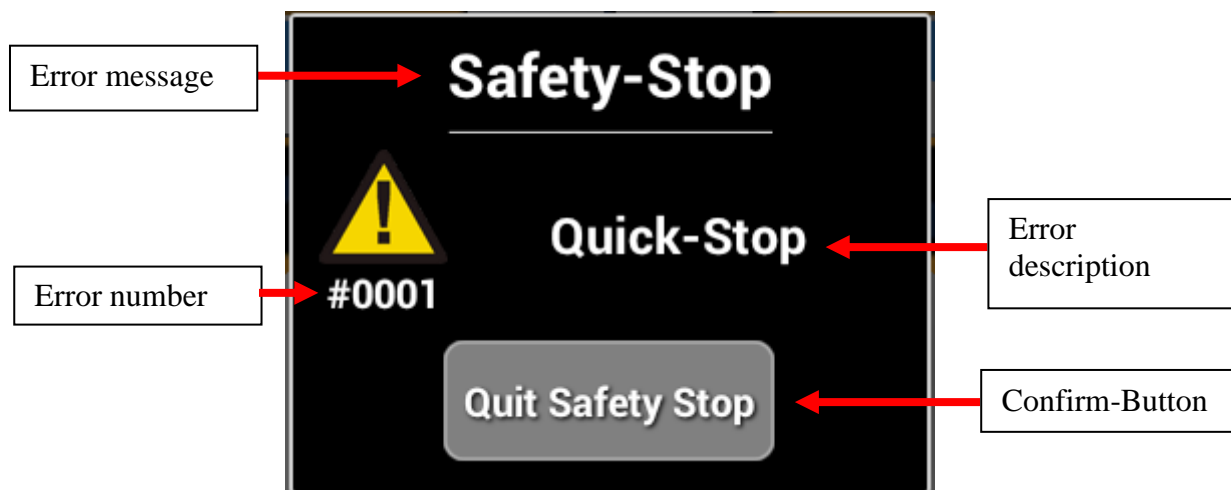 Error message
Safety-Stop
Quick-Stop
Error
description
Error number
#0001
Quit Safety Stop
Confirm-Button